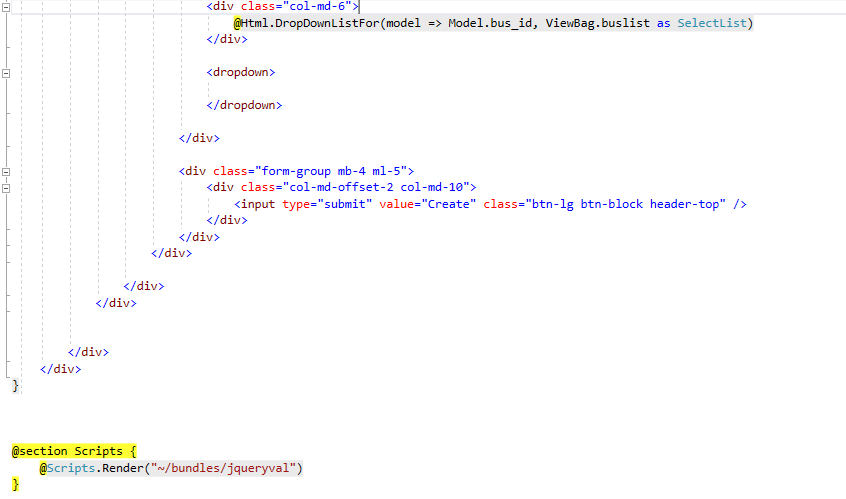 <div class="col-md-6">
@Html.DropDownListFor(model => Model.bus_id, ViewBag.buslist as SelectList)
</div>
<dropdown>
</dropdown>
</div>
<div class="form-group mb-4 ml-5">
<div class="col-md-offset-2 col-md-10">
<input type="submit" value="Create" class="btn-lg btn-block header-top" />
</div>
</div>
</div>
</div>
</div>
</div>
</div>
}
@section Scripts {
@Scripts.Render("~/bundles/jqueryval")
}